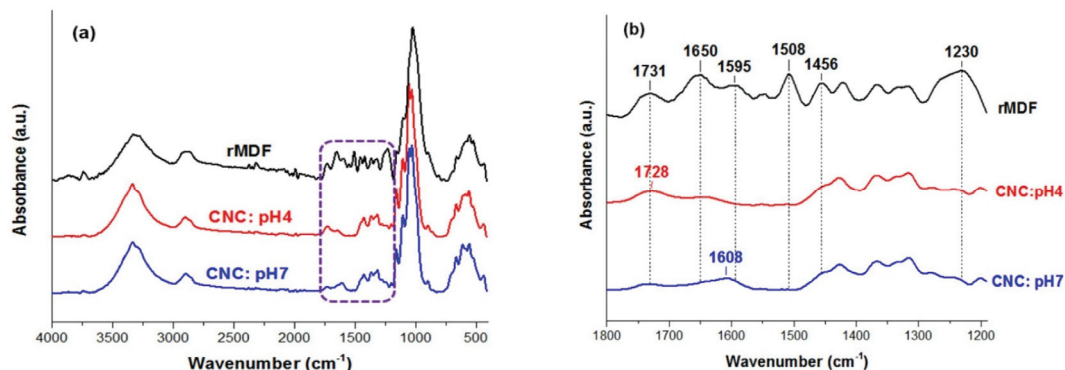 (a)
Absorbance (a.u.)
rMDF
CNC: pH4
CNC: pH7
4000 3500 3000 2500 2000 1500 1000 500
Wavenumber (cm⁻¹)
(b)
Absorbance (a.u.)
1731 1650 1595 1508 1456 1230
rMDF
1728
CNC:pH4
1608
CNC: pH7
1800 1700 1600 1500 1400 1300 1200
Wavenumber (cm⁻¹)